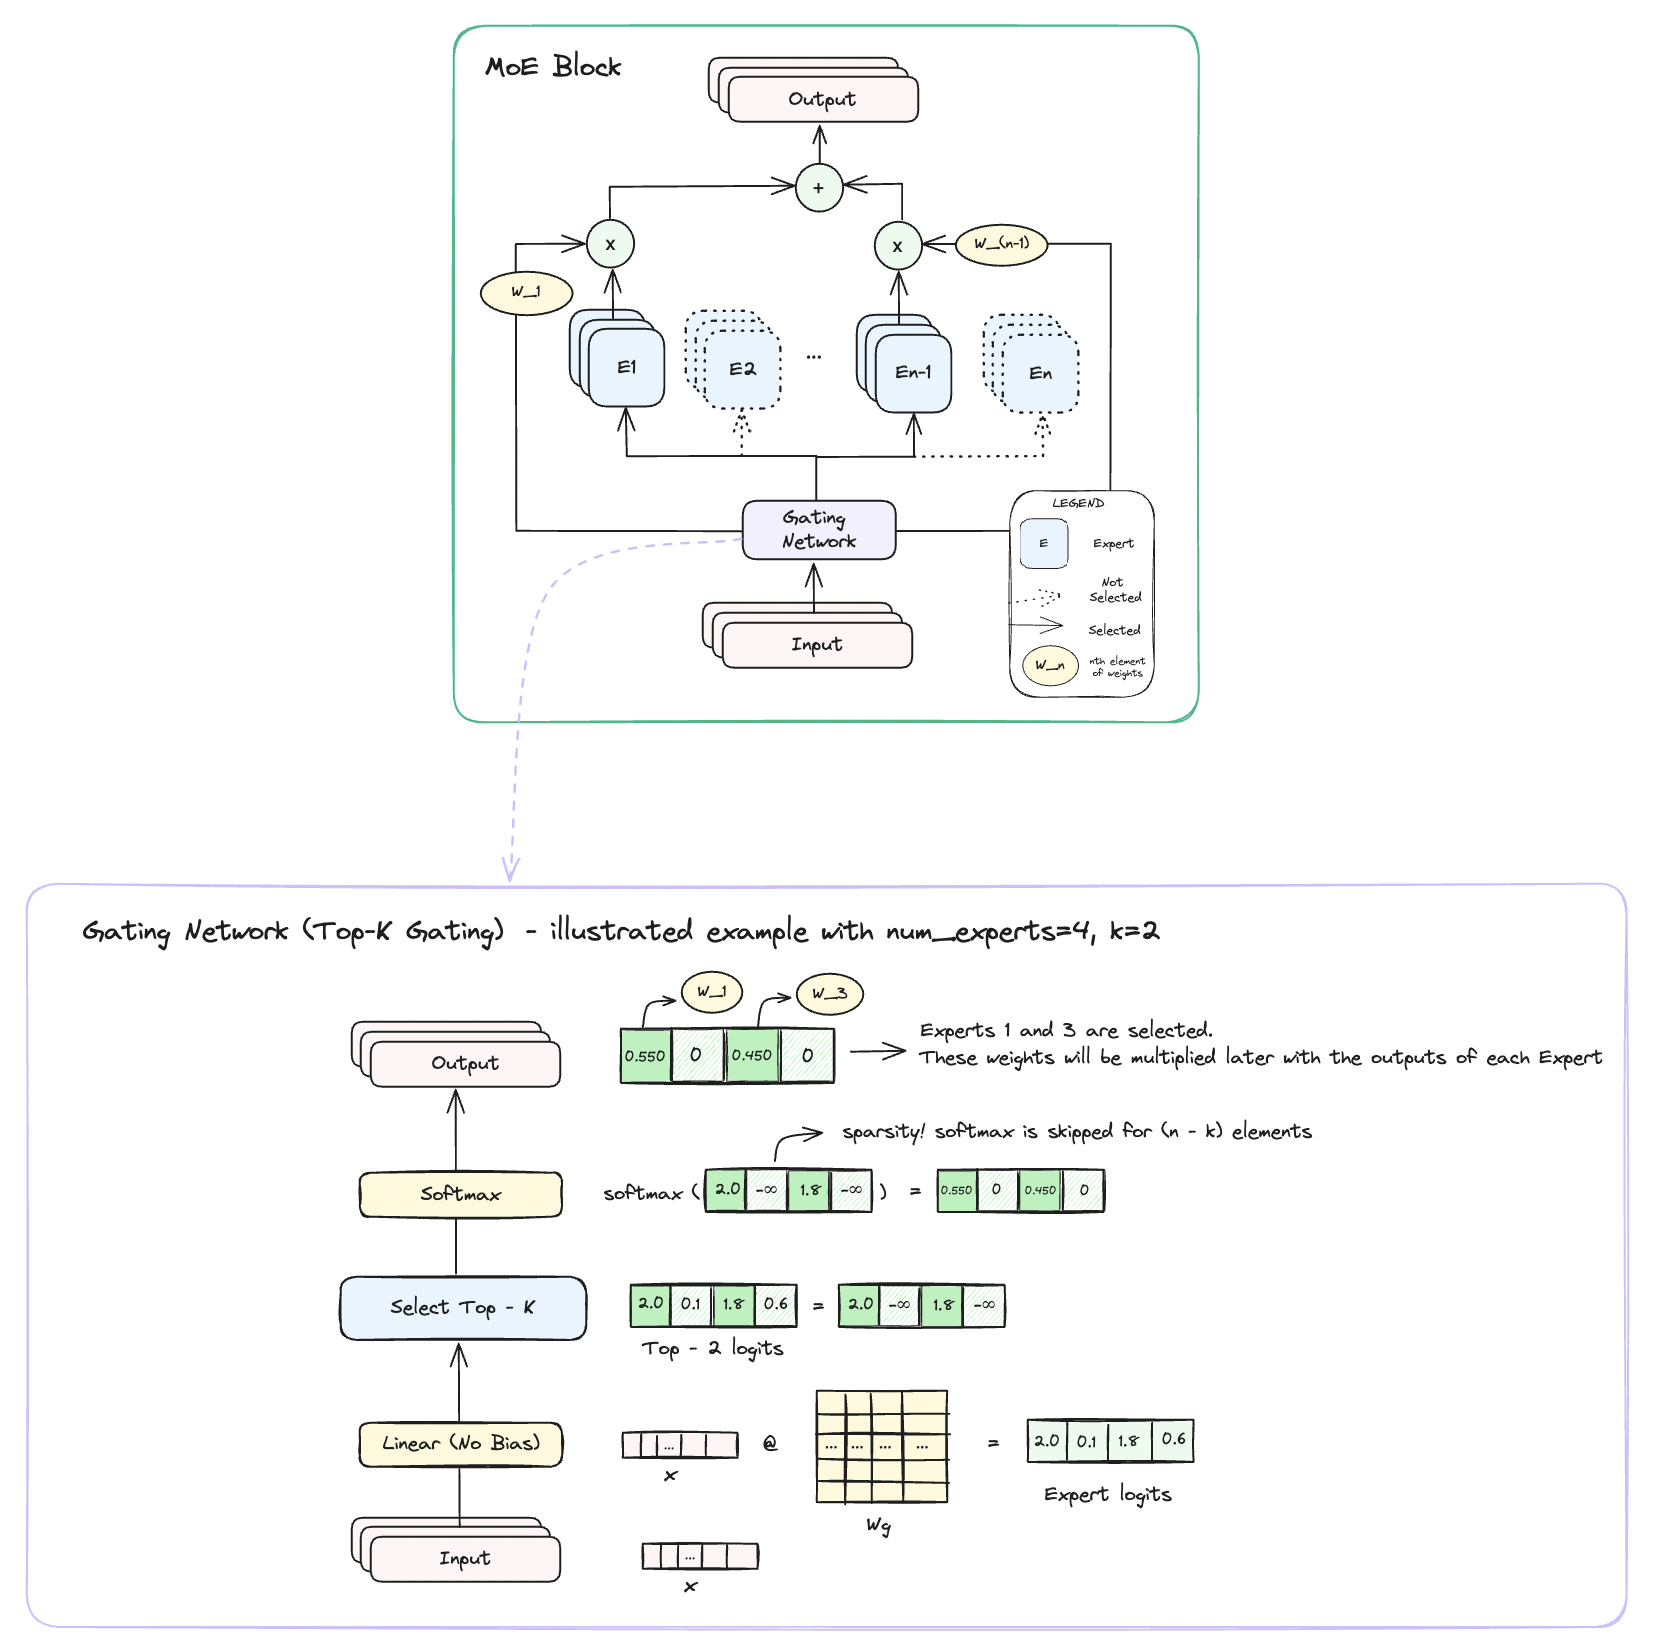 MoE Block
Output
+
x
x
W_(n-1)
W_1
E1
E2
...
En-1
En
Gating
Network
Input
LEGEND
E
Expert
Not
Selected
Selected
W_n
nth element
of weights
Gating Network (Top-K Gating) - illustrated example with num_experts=4, k=2
W_1
W_3
Output
0.550 0 0.450 0
Experts 1 and 3 are selected.
These weights will be multiplied later with the outputs of each Expert
sparsity! softmax is skipped for (n - k) elements
Softmax
softmax ( 2.0 -∞ 1.8 -∞ ) = 0.550 0 0.450 0
Select Top - K
2.0 0.1 1.8 0.6 = 2.0 -∞ 1.8 -∞
Top - 2 logits
Linear (No Bias)
... @ ... ... ... ... = 2.0 0.1 1.8 0.6
x
Expert logits
Wg
Input
...
x